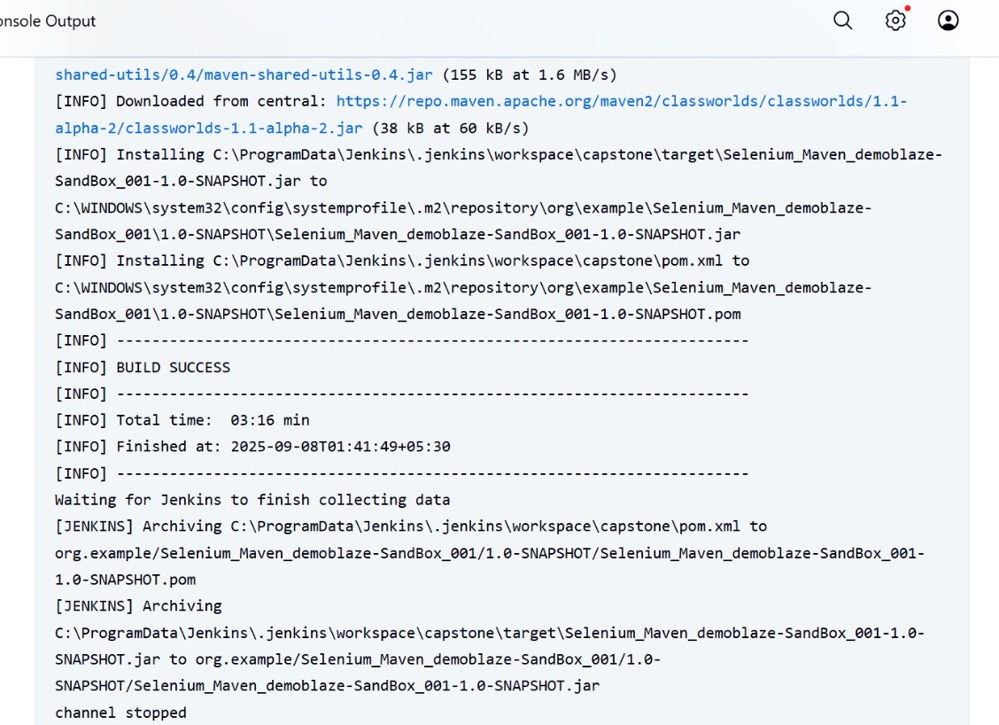 onsole Output
shared-utils/0.4/maven-shared-utils-0.4.jar (155 kB at 1.6 MB/s)
[INFO] Downloaded from central: https://repo.maven.apache.org/maven2/classworlds/classworlds/1.1-
alpha-2/classworlds-1.1-alpha-2.jar (38 kB at 60 kB/s)
[INFO] Installing C:\ProgramData\Jenkins\.jenkins\workspace\capstone\target\Selenium_Maven_demoblaze-
SandBox_001-1.0-SNAPSHOT.jar to
C:\WINDOWS\system32\config\systemprofile\.m2\repository\org\example\Selenium_Maven_demoblaze-
SandBox_001\1.0-SNAPSHOT\Selenium_Maven_demoblaze-SandBox_001-1.0-SNAPSHOT.jar
[INFO] Installing C:\ProgramData\Jenkins\.jenkins\workspace\capstone\pom.xml to
C:\WINDOWS\system32\config\systemprofile\.m2\repository\org\example\Selenium_Maven_demoblaze-
SandBox_001\1.0-SNAPSHOT\Selenium_Maven_demoblaze-SandBox_001-1.0-SNAPSHOT.pom
[INFO] ------------------------------------------------------------------------
[INFO] BUILD SUCCESS
[INFO] ------------------------------------------------------------------------
[INFO] Total time:  03:16 min
[INFO] Finished at: 2025-09-08T01:41:49+05:30
[INFO] ------------------------------------------------------------------------
Waiting for Jenkins to finish collecting data
[JENKINS] Archiving C:\ProgramData\Jenkins\.jenkins\workspace\capstone\pom.xml to
org.example/Selenium_Maven_demoblaze-SandBox_001/1.0-SNAPSHOT/Selenium_Maven_demoblaze-SandBox_001-
1.0-SNAPSHOT.pom
[JENKINS] Archiving
C:\ProgramData\Jenkins\.jenkins\workspace\capstone\target\Selenium_Maven_demoblaze-SandBox_001-1.0-
SNAPSHOT.jar to org.example/Selenium_Maven_demoblaze-SandBox_001/1.0-
SNAPSHOT/Selenium_Maven_demoblaze-SandBox_001-1.0-SNAPSHOT.jar
channel stopped